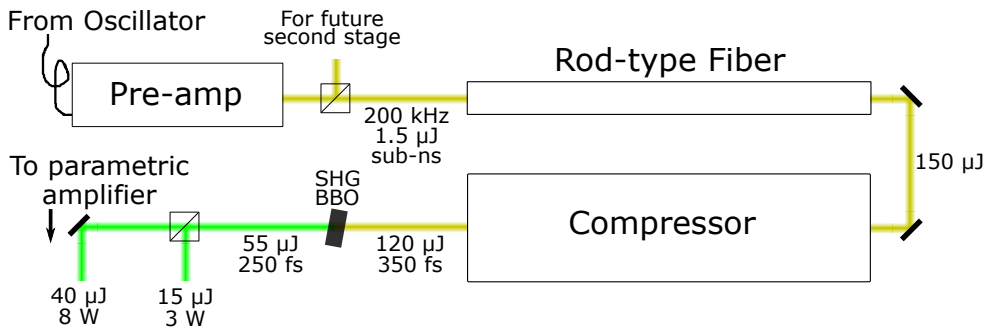 From Oscillator
For future
second stage
Pre-amp
Rod-type Fiber
200 kHz
1.5 µJ
sub-ns
150 µJ
To parametric
amplifier
SHG
BBO
Compressor
55 µJ
250 fs
120 µJ
350 fs
40 µJ
8 W
15 µJ
3 W